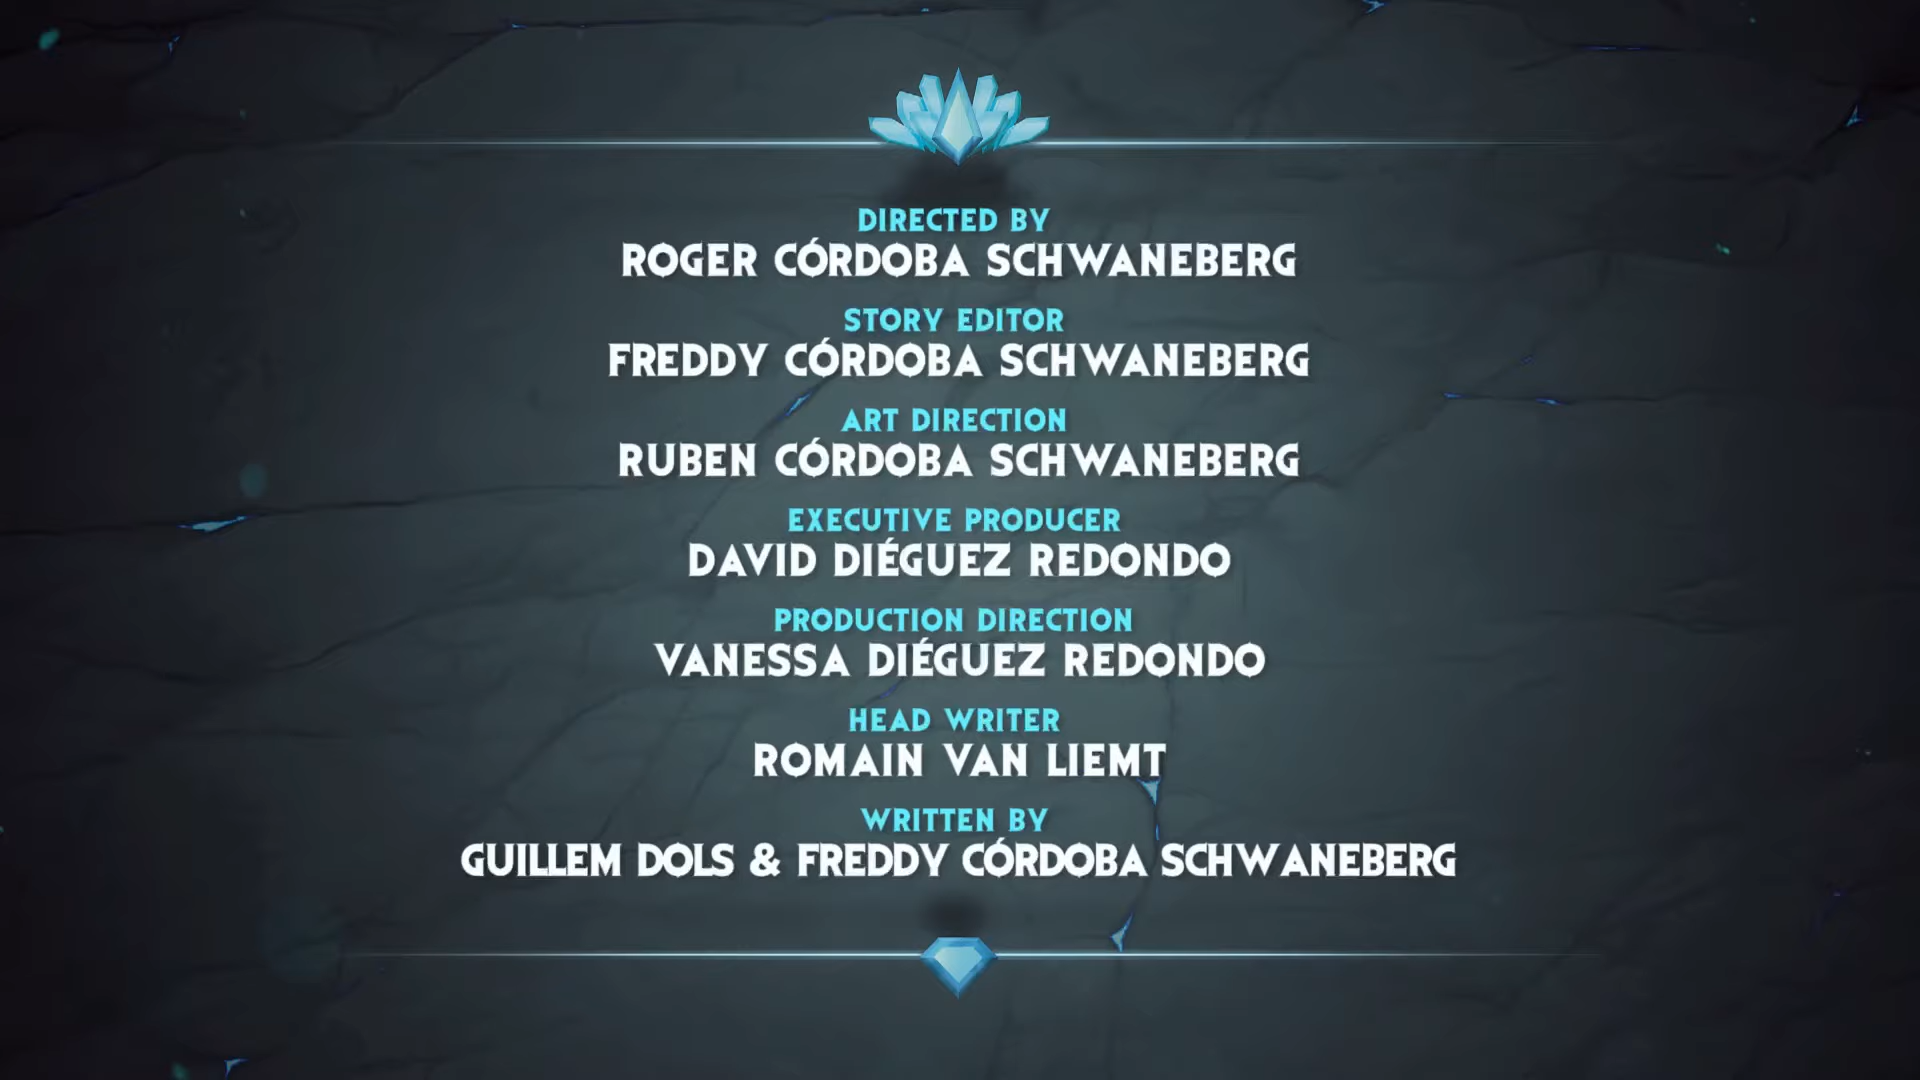 DIRECTED BY
ROGER CÓRDOBA SCHWANEBERG
STORY EDITOR
FREDDY CÓRDOBA SCHWANEBERG
ART DIRECTION
RUBEN CÓRDOBA SCHWANEBERG
EXECUTIVE PRODUCER
DAVID DIÉGUEZ REDONDO
PRODUCTION DIRECTION
VANESSA DIÉGUEZ REDONDO
HEAD WRITER
ROMAIN VAN LIEMT
WRITTEN BY
GUILLEM DOLS & FREDDY CÓRDOBA SCHWANEBERG